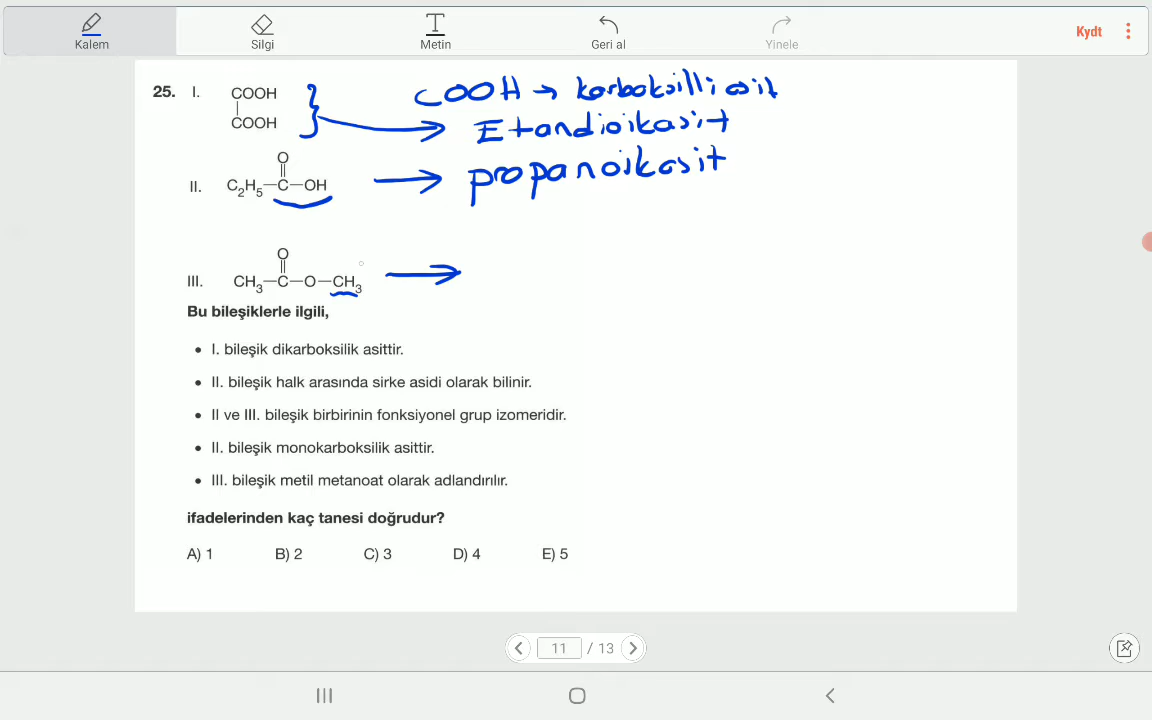 Kalem
Silgi
Metin
Geri al
Yinele
Kydt
25. I. COOH
COOH
COOH → karboksilli asit
Etandioikasit
O
II. C₂H₅—C—OH
propanoikasit
O
III. CH₃—C—O—CH₃
Bu bileşiklerle ilgili,
• I. bileşik dikarboksilik asittir.
• II. bileşik halk arasında sirke asidi olarak bilinir.
• II ve III. bileşik birbirinin fonksiyonel grup izomeridir.
• II. bileşik monokarboksilik asittir.
• III. bileşik metil metanoat olarak adlandırılır.
ifadelerinden kaç tanesi doğrudur?
A) 1 B) 2 C) 3 D) 4 E) 5
11 / 13